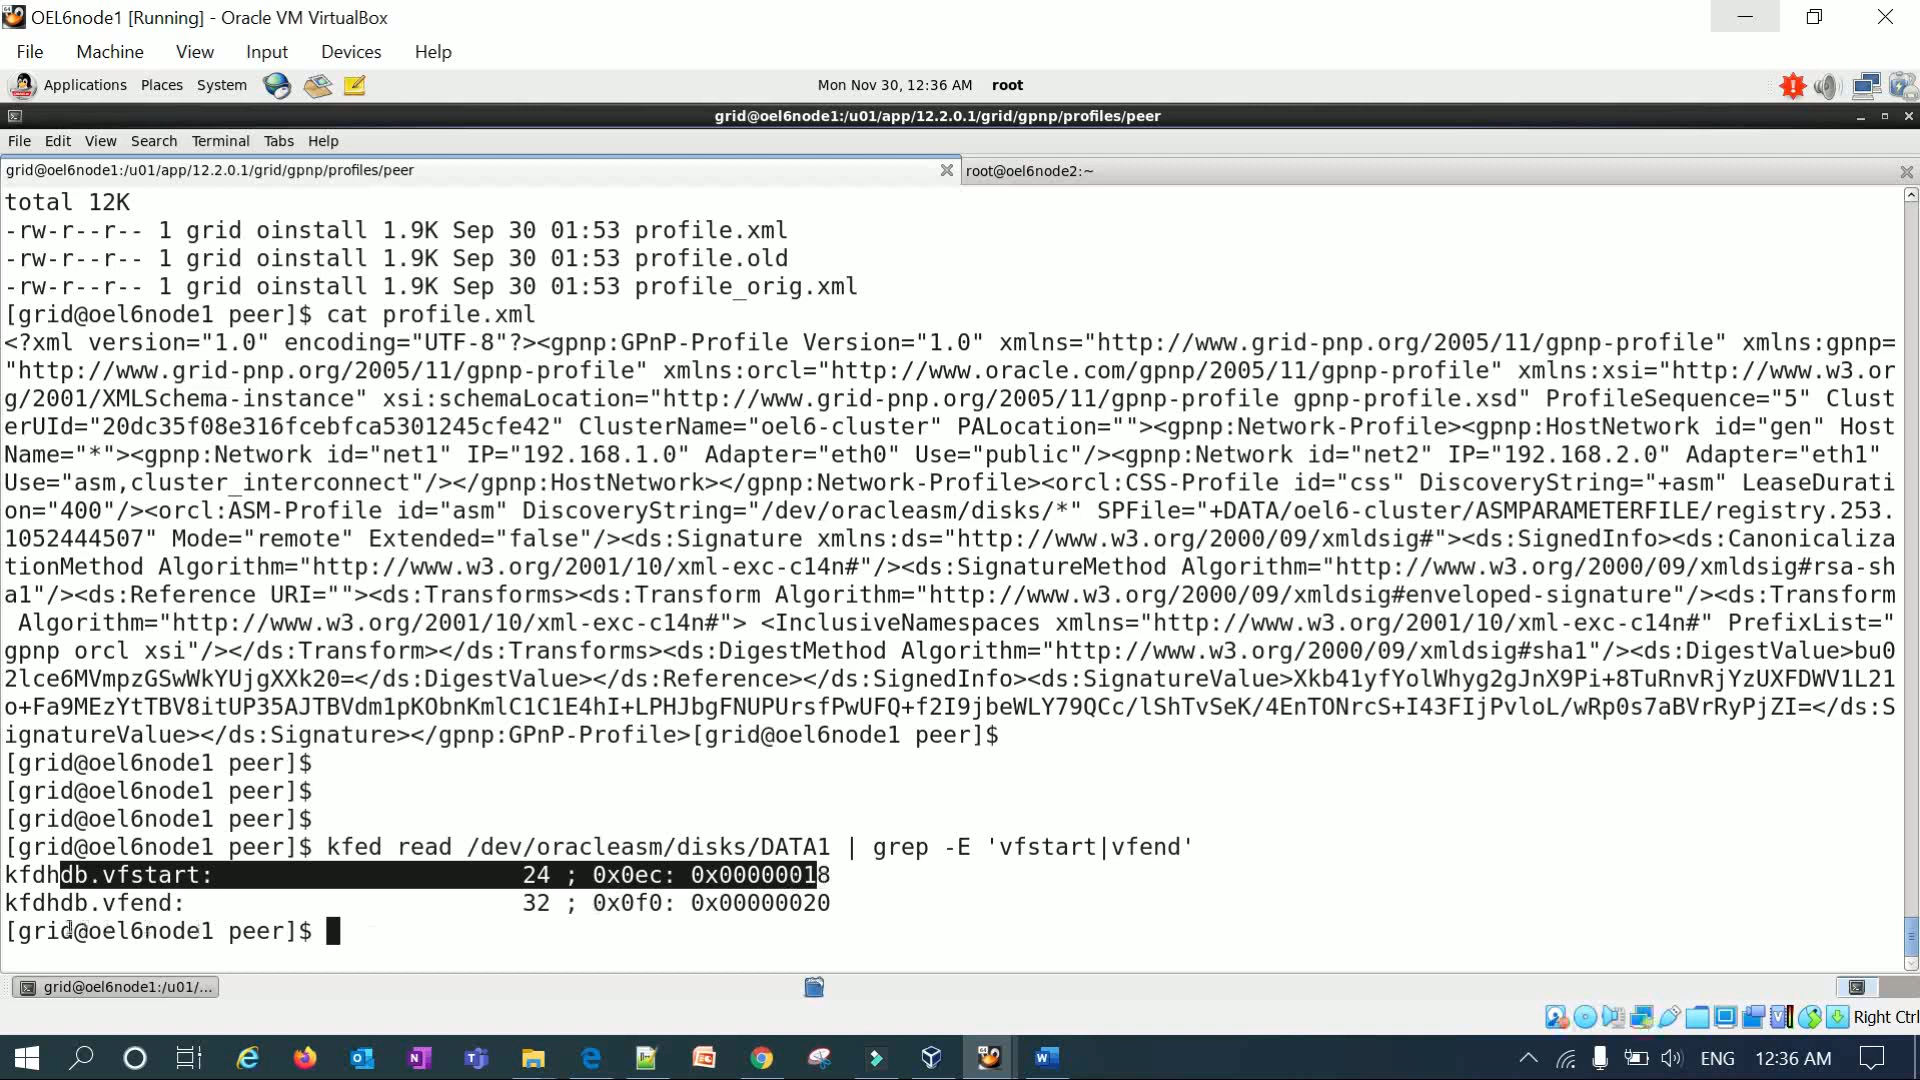 OEL6node1 [Running] - Oracle VM VirtualBox
File Machine View Input Devices Help
Applications Places System Mon Nov 30, 12:36 AM root
grid@oel6node1:/u01/app/12.2.0.1/grid/gpnp/profiles/peer
File Edit View Search Terminal Tabs Help
grid@oel6node1:/u01/app/12.2.0.1/grid/gpnp/profiles/peer root@oel6node2:~
total 12K
-rw-r--r-- 1 grid oinstall 1.9K Sep 30 01:53 profile.xml
-rw-r--r-- 1 grid oinstall 1.9K Sep 30 01:53 profile.old
-rw-r--r-- 1 grid oinstall 1.9K Sep 30 01:53 profile_orig.xml
[grid@oel6node1 peer]$ cat profile.xml
<?xml version="1.0" encoding="UTF-8"?><gpnp:GPnP-Profile Version="1.0" xmlns="http://www.grid-pnp.org/2005/11/gpnp-profile" xmlns:gpnp=
"http://www.grid-pnp.org/2005/11/gpnp-profile" xmlns:orcl="http://www.oracle.com/gpnp/2005/11/gpnp-profile" xmlns:xsi="http://www.w3.or
g/2001/XMLSchema-instance" xsi:schemaLocation="http://www.grid-pnp.org/2005/11/gpnp-profile gpnp-profile.xsd" ProfileSequence="5" Clust
erUId="20dc35f08e316fcebfca5301245cfe42" ClusterName="oel6-cluster" PALocation=""><gpnp:Network-Profile><gpnp:HostNetwork id="gen" Host
Name="*"><gpnp:Network id="net1" IP="192.168.1.0" Adapter="eth0" Use="public"/><gpnp:Network id="net2" IP="192.168.2.0" Adapter="eth1"
Use="asm,cluster_interconnect"/></gpnp:HostNetwork></gpnp:Network-Profile><orcl:CSS-Profile id="css" DiscoveryString="+asm" LeaseDurati
on="400"/><orcl:ASM-Profile id="asm" DiscoveryString="/dev/oracleasm/disks/*" SPFile="+DATA/oel6-cluster/ASMPARAMETERFILE/registry.253.
1052444507" Mode="remote" Extended="false"/><ds:Signature xmlns:ds="http://www.w3.org/2000/09/xmldsig#"><ds:SignedInfo><ds:Canonicaliza
tionMethod Algorithm="http://www.w3.org/2001/10/xml-exc-c14n#"/><ds:SignatureMethod Algorithm="http://www.w3.org/2000/09/xmldsig#rsa-sh
a1"/><ds:Reference URI=""><ds:Transforms><ds:Transform Algorithm="http://www.w3.org/2000/09/xmldsig#enveloped-signature"/><ds:Transform
Algorithm="http://www.w3.org/2001/10/xml-exc-c14n#"> <InclusiveNamespaces xmlns="http://www.w3.org/2001/10/xml-exc-c14n#" PrefixList="
gpnp orcl xsi"/></ds:Transform></ds:Transforms><ds:DigestMethod Algorithm="http://www.w3.org/2000/09/xmldsig#sha1"/><ds:DigestValue>bu0
2lce6MVmpzGSwWkYUjgXXk20=</ds:DigestValue></ds:Reference></ds:SignedInfo><ds:SignatureValue>Xkb41yfYolWhyg2gJnX9Pi+8TuRnvRjYzUXFDWV1L21
o+Fa9MEzYtTBV8itUP35AJTBVdm1pKObnKmlC1C1E4hI+LPHJbgFNUPUrsfPwUFQ+f2I9jbeWLY79QCc/lShTvSeK/4EnTONrcS+I43FIjPvloL/wRp0s7aBVrRyPjZI=</ds:S
ignatureValue></ds:Signature></gpnp:GPnP-Profile>[grid@oel6node1 peer]$
[grid@oel6node1 peer]$
[grid@oel6node1 peer]$
[grid@oel6node1 peer]$
[grid@oel6node1 peer]$ kfed read /dev/oracleasm/disks/DATA1 | grep -E 'vfstart|vfend'
kfdhdb.vfstart: 24 ; 0x0ec: 0x00000018
kfdhdb.vfend: 32 ; 0x0f0: 0x00000020
[grid@oel6node1 peer]$
grid@oel6node1:/u01/...
Right Ctrl
ENG 12:36 AM